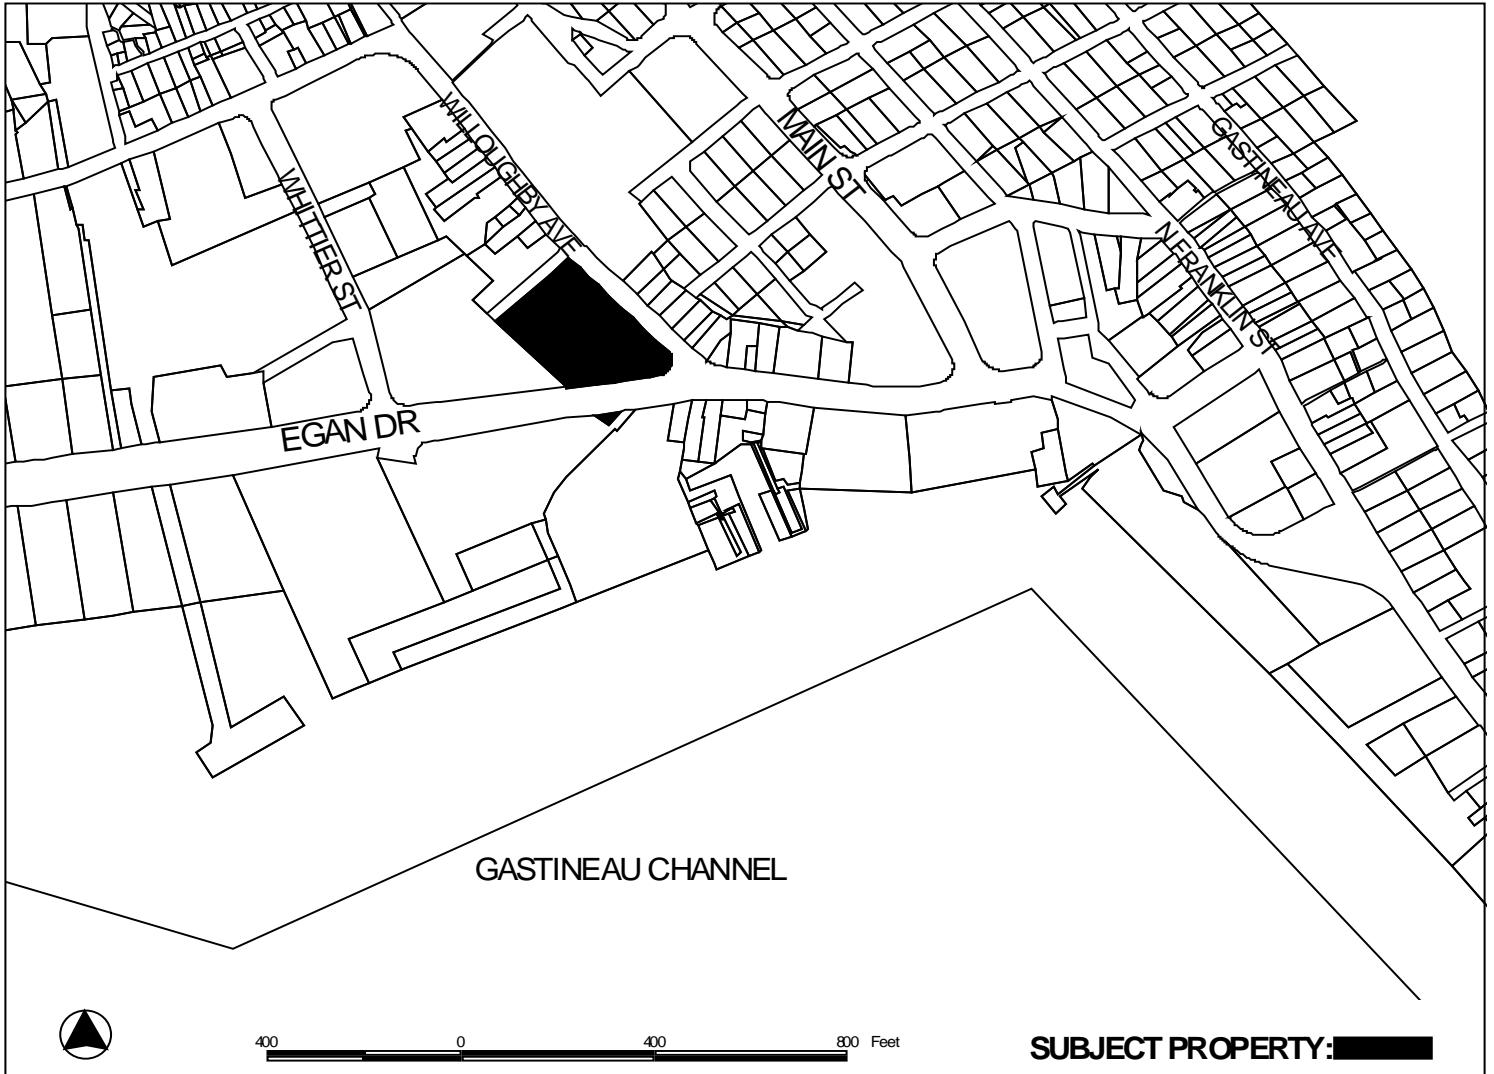 WILLOUGHBY AVE
MAIN ST
GASTINEAU AVE
WHITTIER ST
N FRANKLIN ST
EGAN DR
GASTINEAU CHANNEL
400 0 400 800 Feet
SUBJECT PROPERTY: